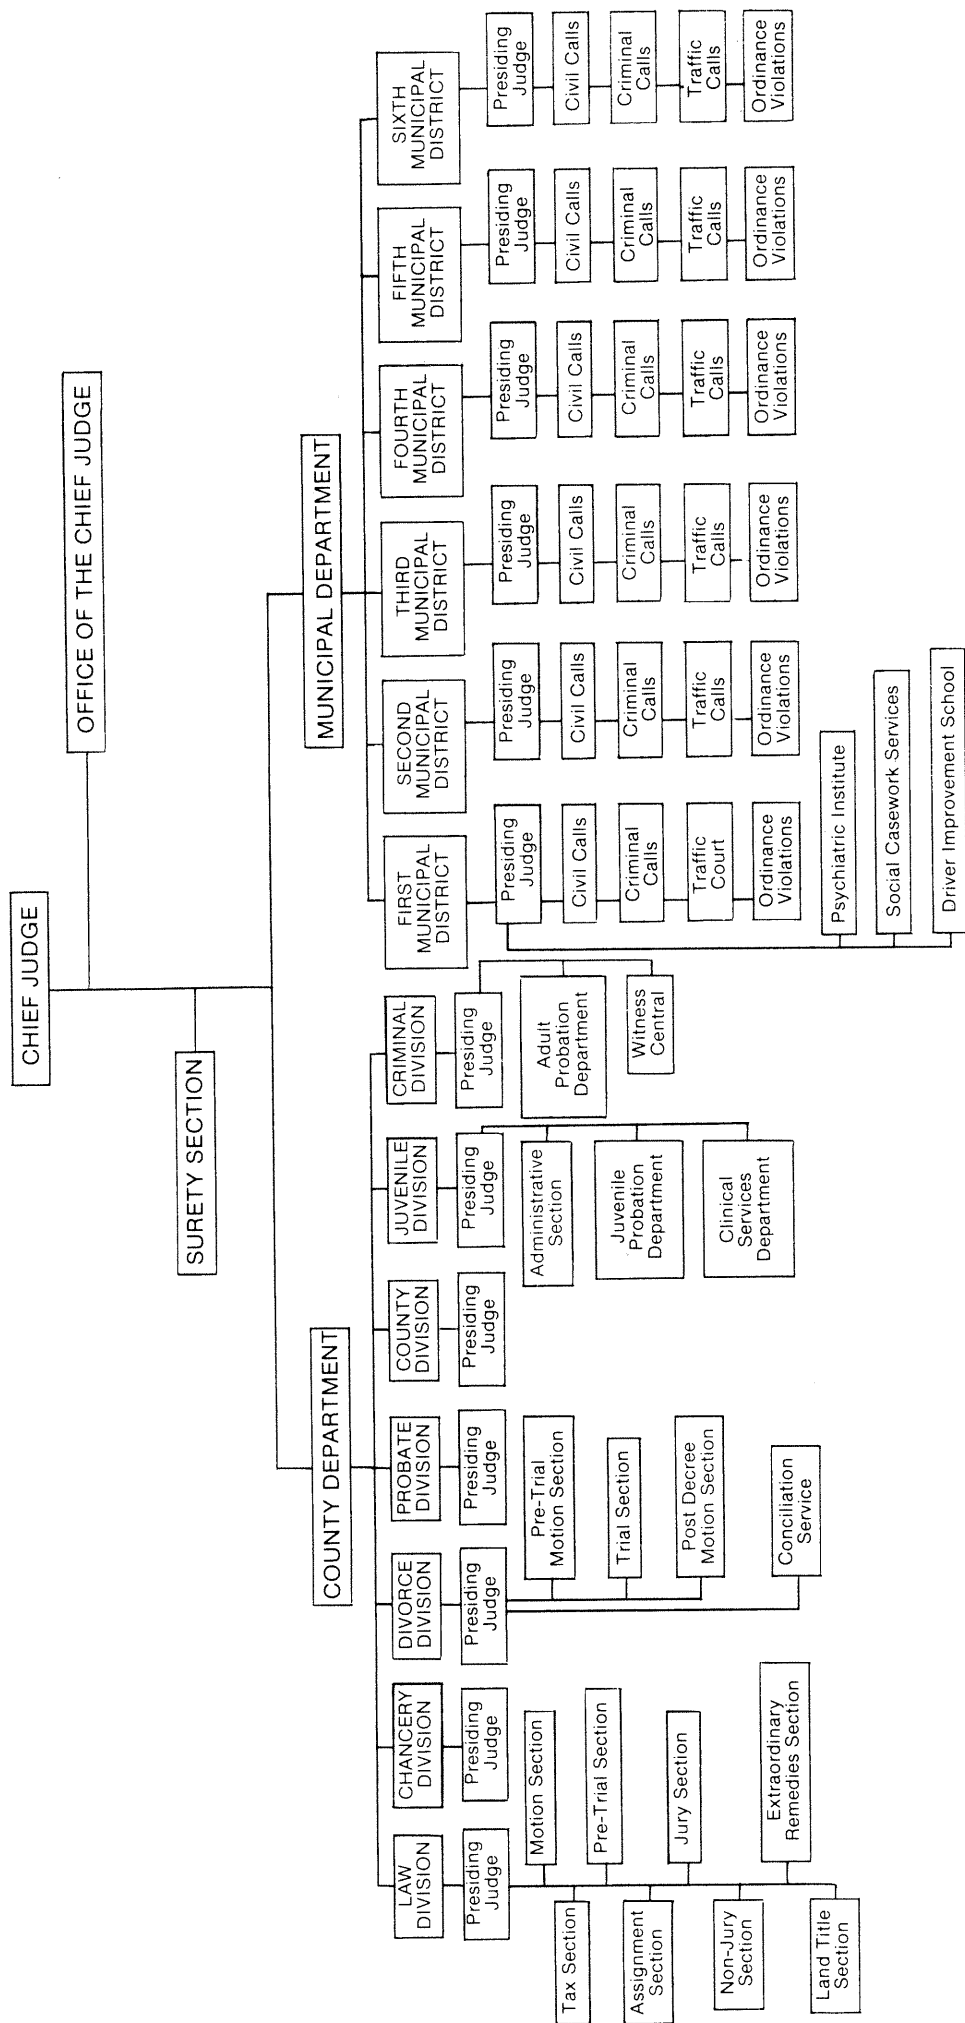 CHIEF JUDGE
OFFICE OF THE CHIEF JUDGE
SURETY SECTION
COUNTY DEPARTMENT
LAW
DIVISION
Presiding
Judge
Motion Section
Tax Section
Pre-Trial Section
Assignment
Section
Jury Section
Non-Jury
Section
Extraordinary
Remedies Section
Land Title
Section
CHANCERY
DIVISION
Presiding
Judge
DIVORCE
DIVISION
Presiding
Judge
Pre-Trial
Motion Section
Trial Section
Post Decree
Motion Section
Conciliation
Service
PROBATE
DIVISION
Presiding
Judge
COUNTY
DIVISION
Presiding
Judge
JUVENILE
DIVISION
Presiding
Judge
Administrative
Section
Juvenile
Probation
Department
Clinical
Services
Department
CRIMINAL
DIVISION
Presiding
Judge
Adult
Probation
Department
Witness
Central
MUNICIPAL DEPARTMENT
FIRST
MUNICIPAL
DISTRICT
Presiding
Judge
Civil Calls
Criminal
Calls
Traffic
Court
Ordinance
Violations
Psychiatric Institute
Social Casework Services
Driver Improvement School
SECOND
MUNICIPAL
DISTRICT
Presiding
Judge
Civil Calls
Criminal
Calls
Traffic
Calls
Ordinance
Violations
THIRD
MUNICIPAL
DISTRICT
Presiding
Judge
Civil Calls
Criminal
Calls
Traffic
Calls
Ordinance
Violations
FOURTH
MUNICIPAL
DISTRICT
Presiding
Judge
Civil Calls
Criminal
Calls
Traffic
Calls
Ordinance
Violations
FIFTH
MUNICIPAL
DISTRICT
Presiding
Judge
Civil Calls
Criminal
Calls
Traffic
Calls
Ordinance
Violations
SIXTH
MUNICIPAL
DISTRICT
Presiding
Judge
Civil Calls
Criminal
Calls
Traffic
Calls
Ordinance
Violations